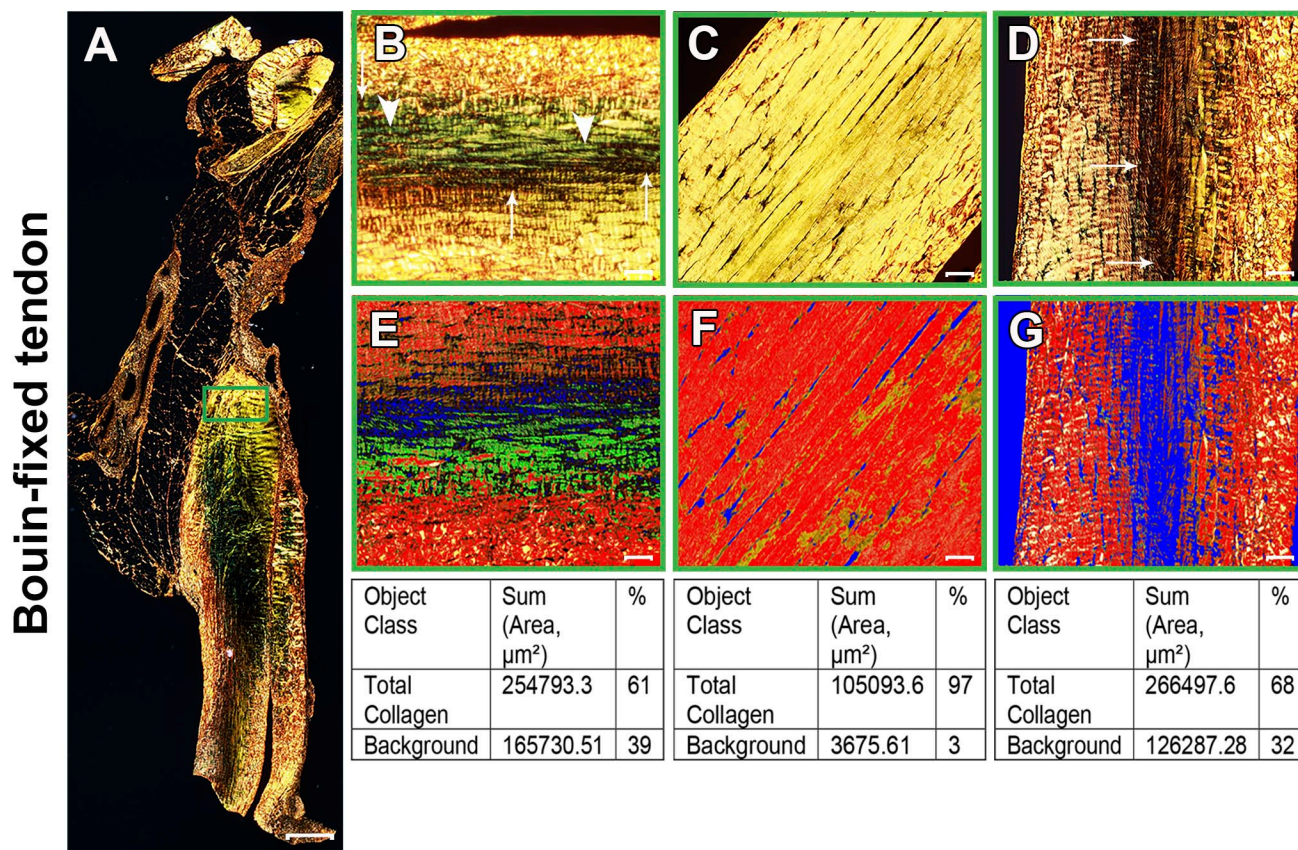 Bouin-fixed tendon
A
B
C
D
E
F
G
Object Class Sum (Area, µm²) %
Total Collagen 254793.3 61
Background 165730.51 39
Object Class Sum (Area, µm²) %
Total Collagen 105093.6 97
Background 3675.61 3
Object Class Sum (Area, µm²) %
Total Collagen 266497.6 68
Background 126287.28 32